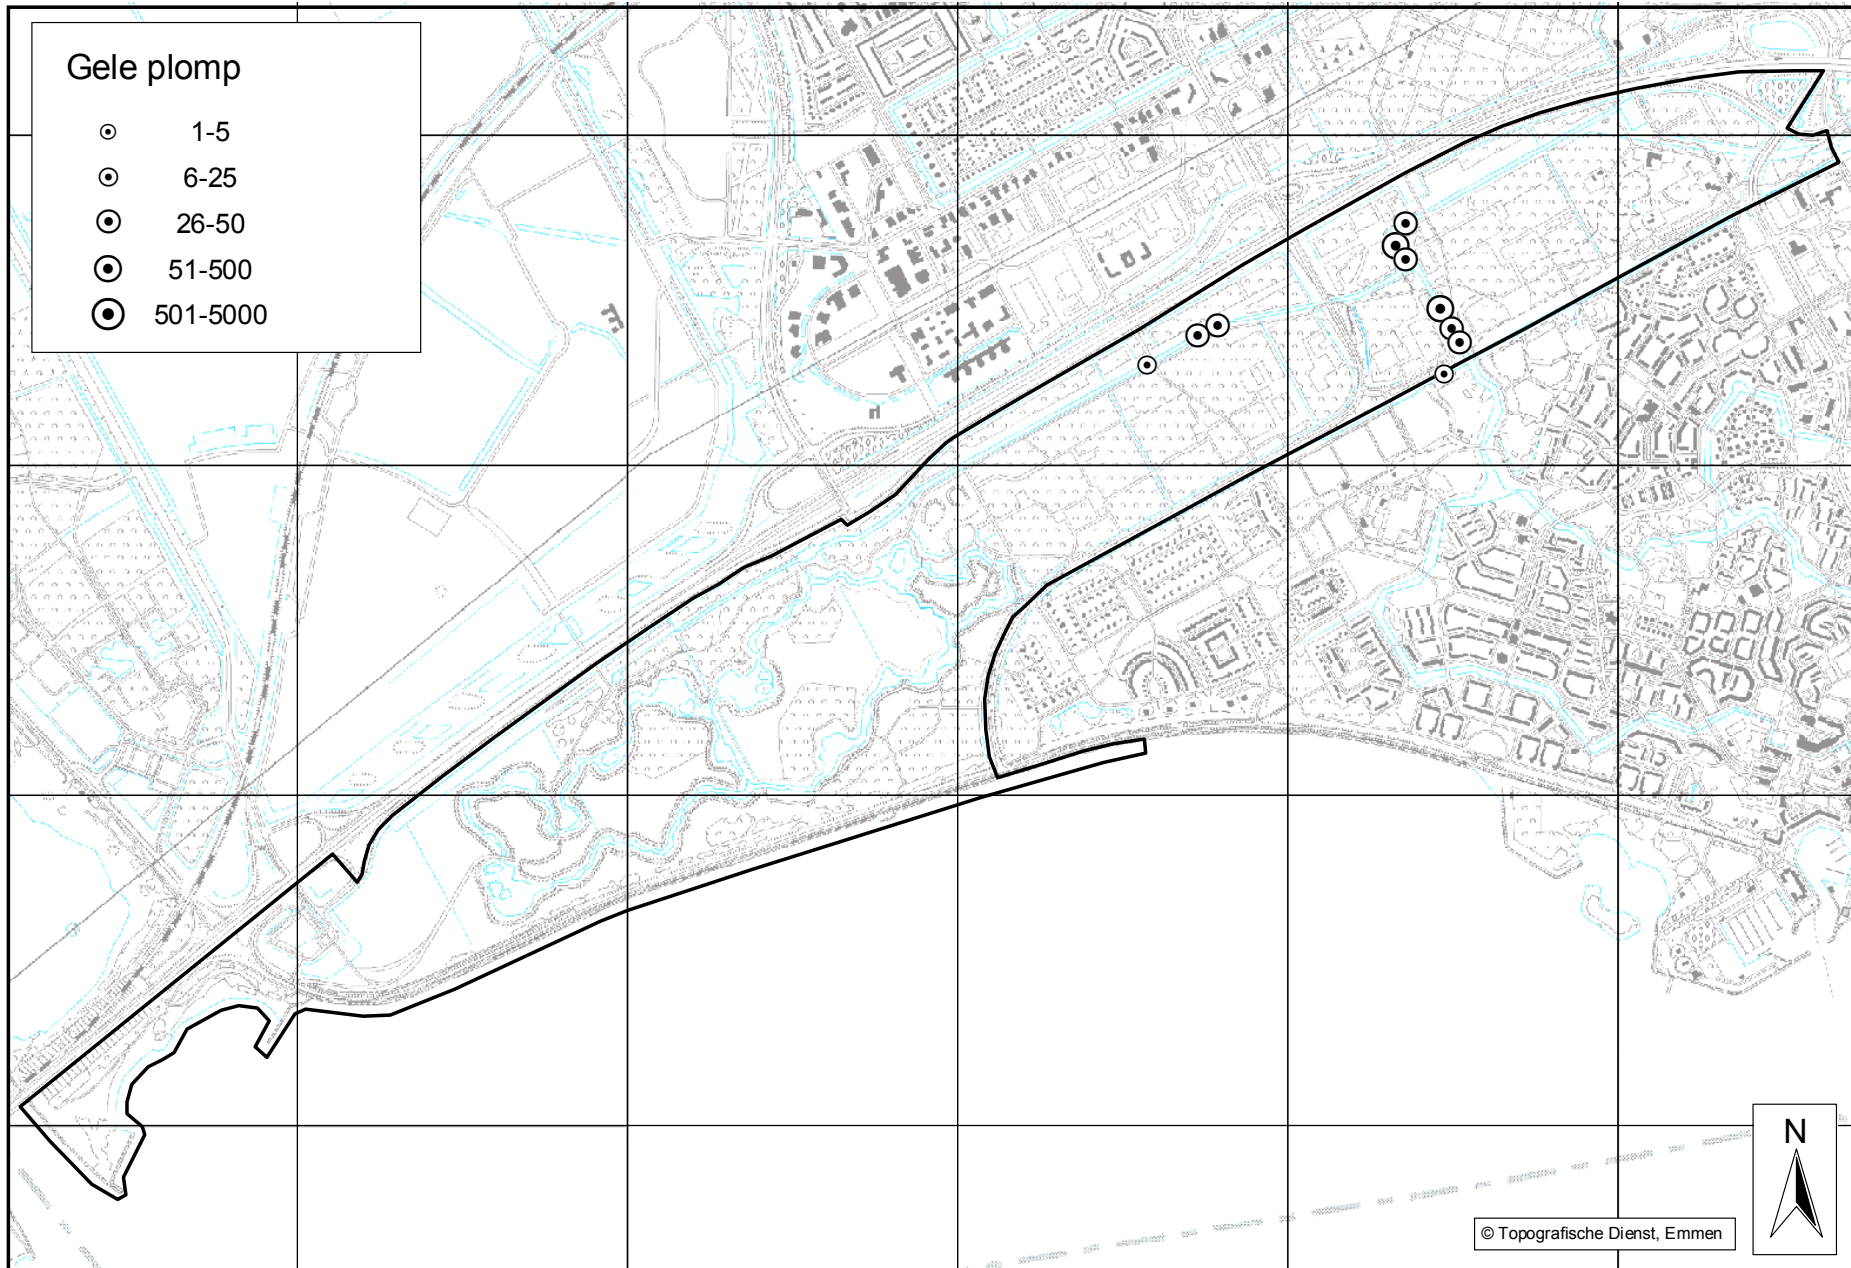 Gele plomp
1-5
6-25
26-50
51-500
501-5000
N
© Topografische Dienst, Emmen